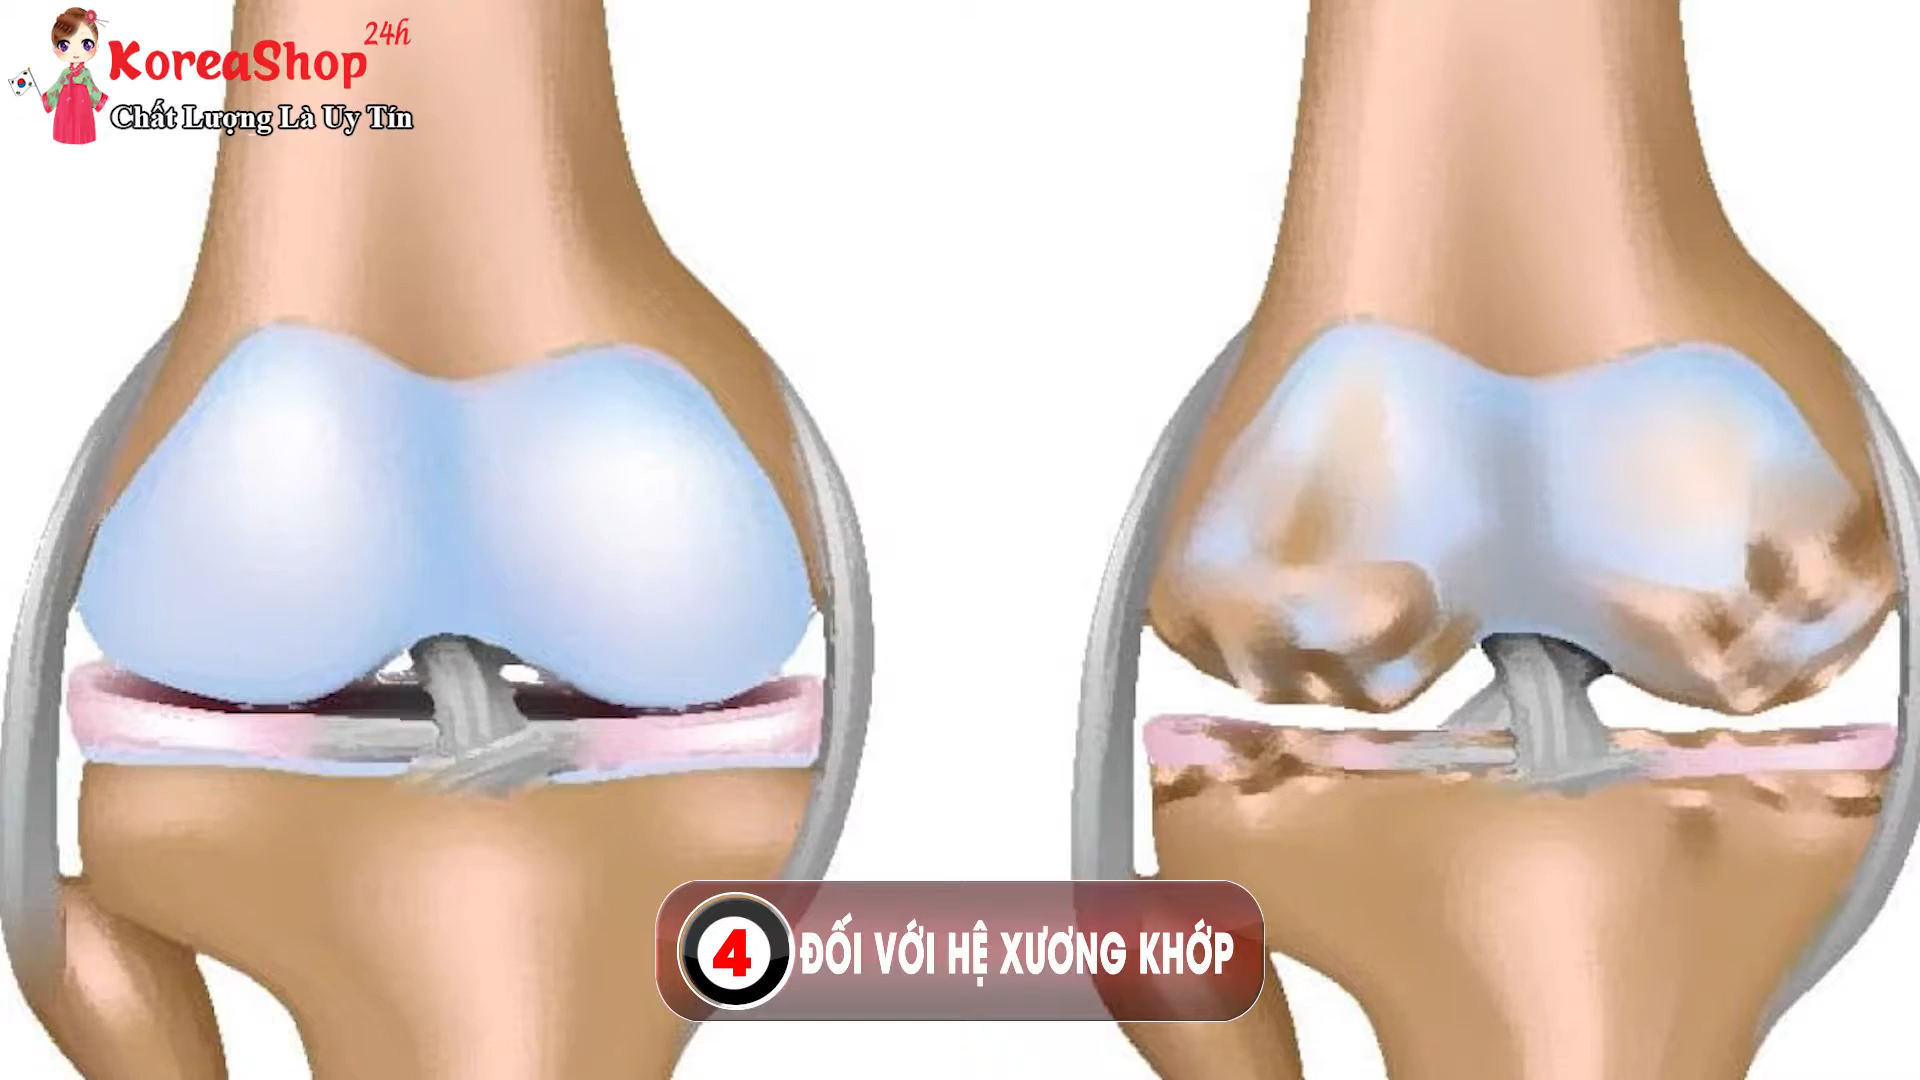 KoreaShop 24h
Chất Lượng Là Uy Tín
4 ĐỐI VỚI HỆ XƯƠNG KHỚP